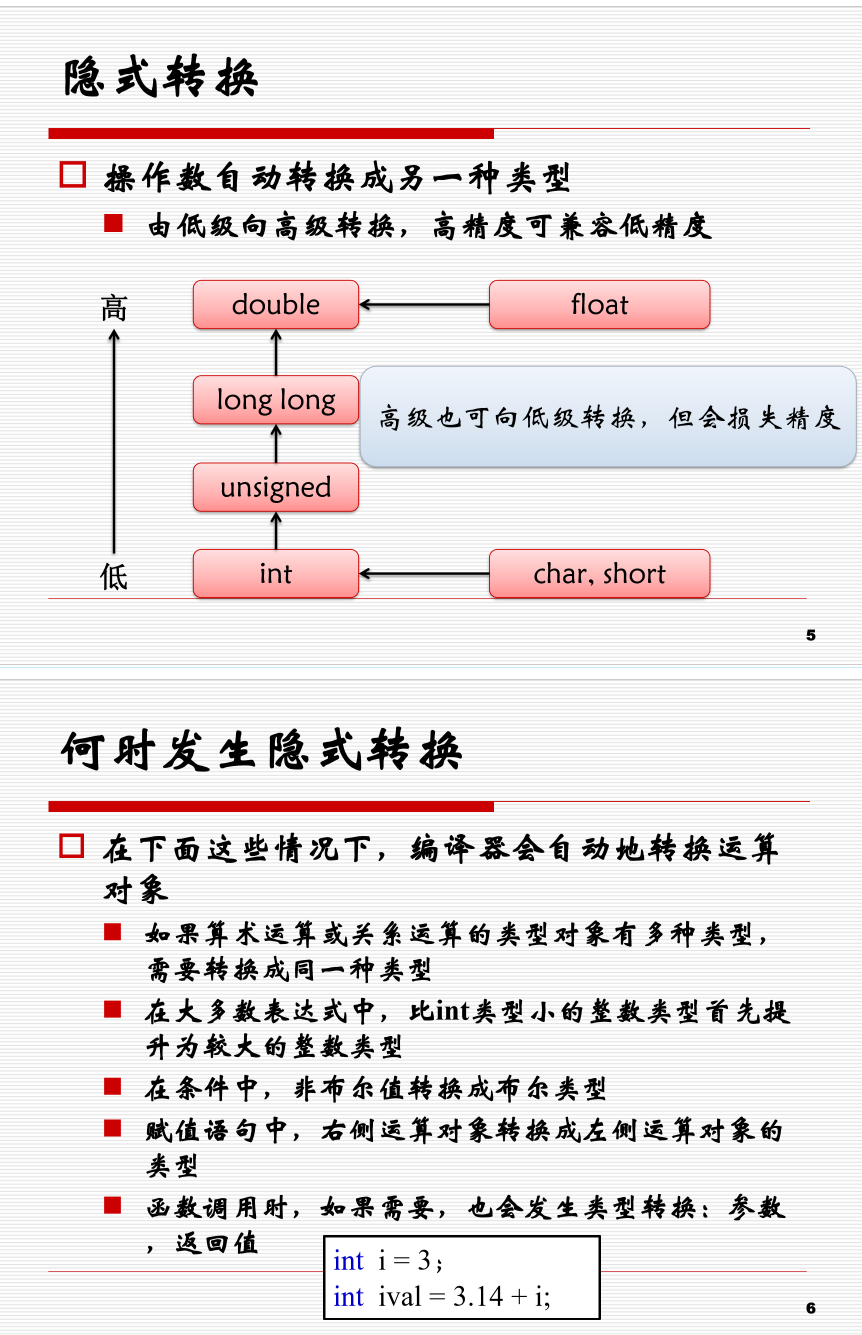 隐式转换
操作数自动转换成另一种类型
由低级向高级转换，高精度可兼容低精度
高
double
float
long long
高级也可向低级转换，但会损失精度
unsigned
低
int
char, short
5
何时发生隐式转换
在下面这些情况下，编译器会自动地转换运算
对象
如果算术运算或关系运算的类型对象有多种类型，
需要转换成同一种类型
在大多数表达式中，比int类型小的整数类型首先提
升为较大的整数类型
在条件中，非布尔值转换成布尔类型
赋值语句中，右侧运算对象转换成左侧运算对象的
类型
函数调用时，如果需要，也会发生类型转换：参数
，返回值
int i = 3；
int ival = 3.14 + i;
6